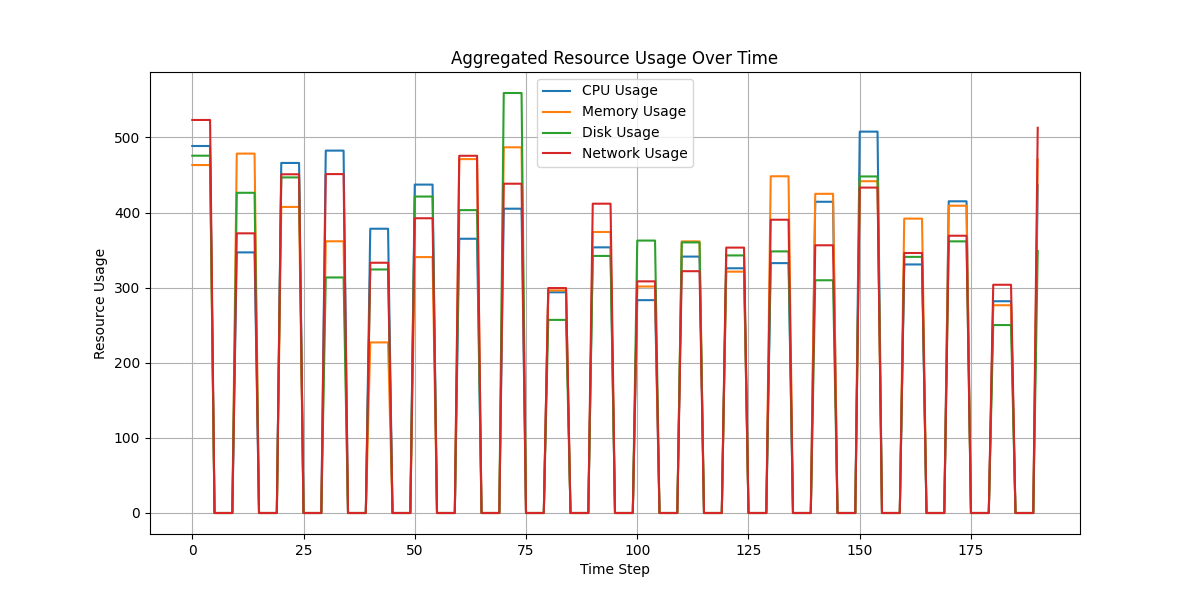 Aggregated Resource Usage Over Time
CPU Usage
Memory Usage
Disk Usage
Network Usage
Resource Usage
500
400
300
200
100
0
0 25 50 75 100 125 150 175
Time Step